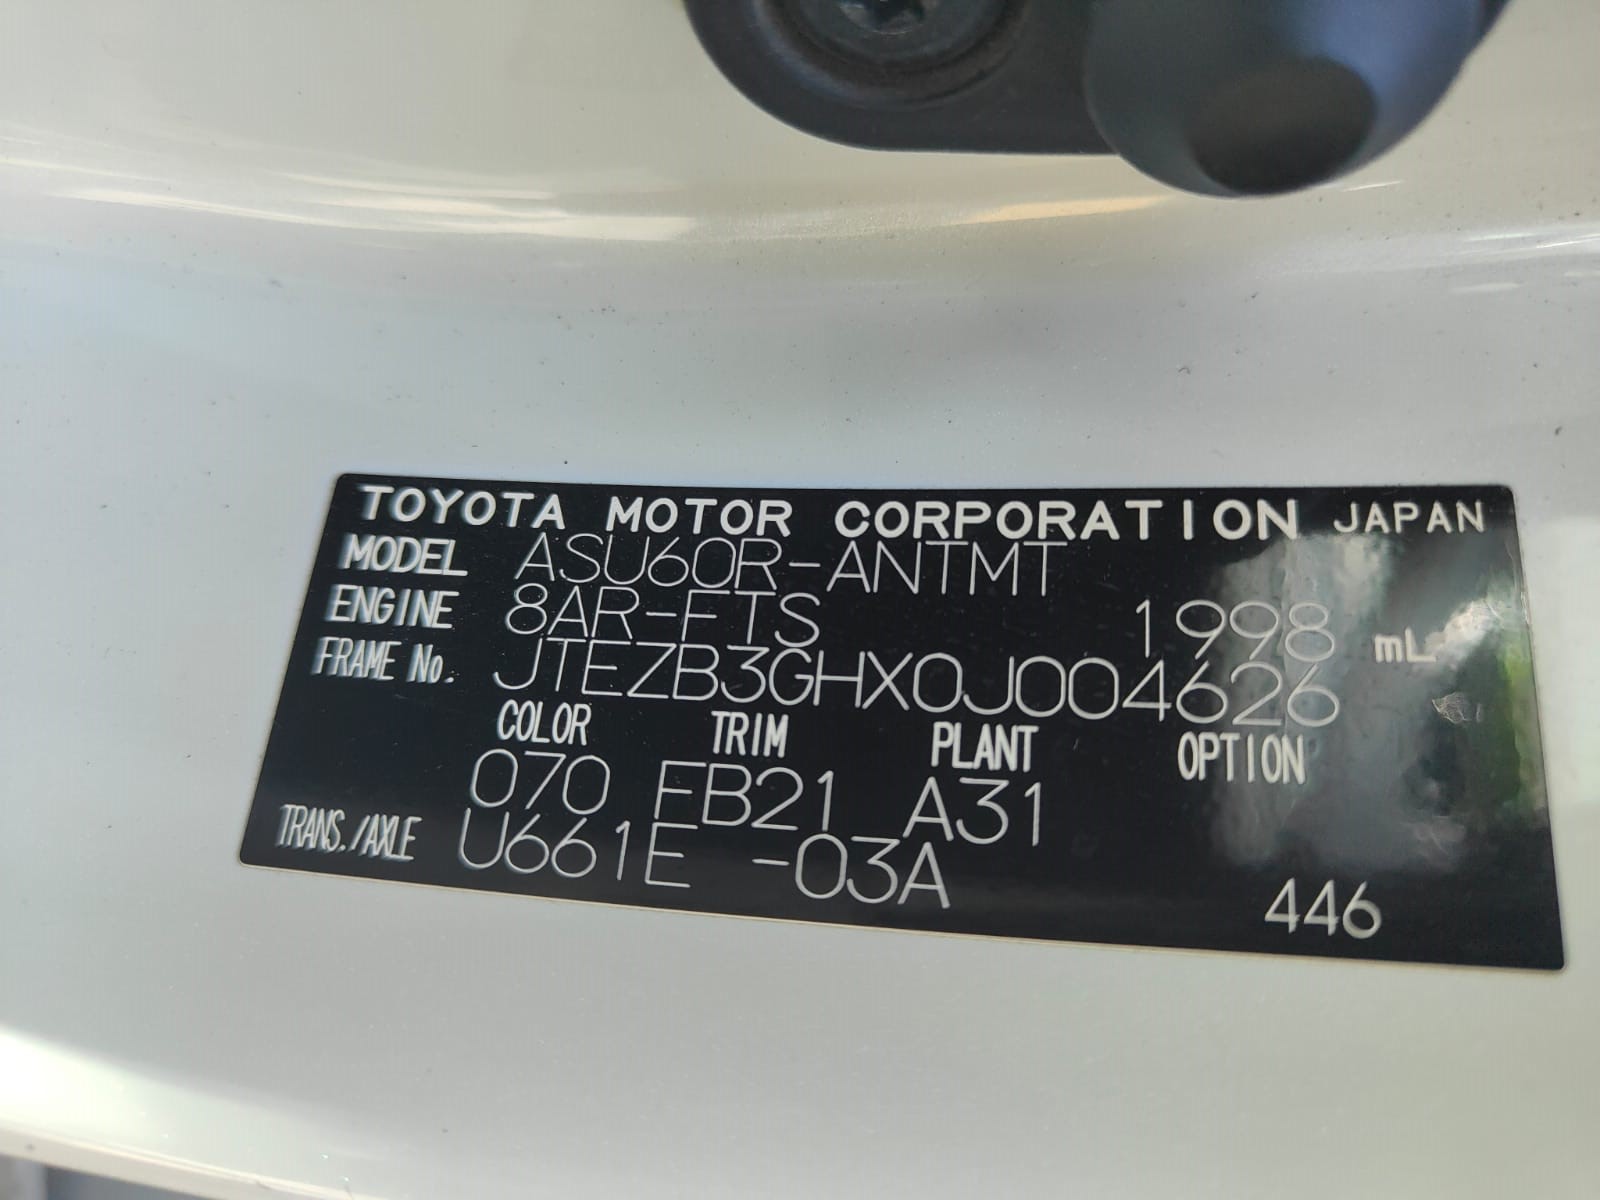 TOYOTA MOTOR CORPORATION JAPAN
MODEL ASU60R-ANTMT
ENGINE 8AR-FTS 1998 mL
FRAME No. JTEZB3GHX0J004626
COLOR TRIM PLANT OPTION
070 FB21 A31
TRANS./AXLE U661E -03A
446